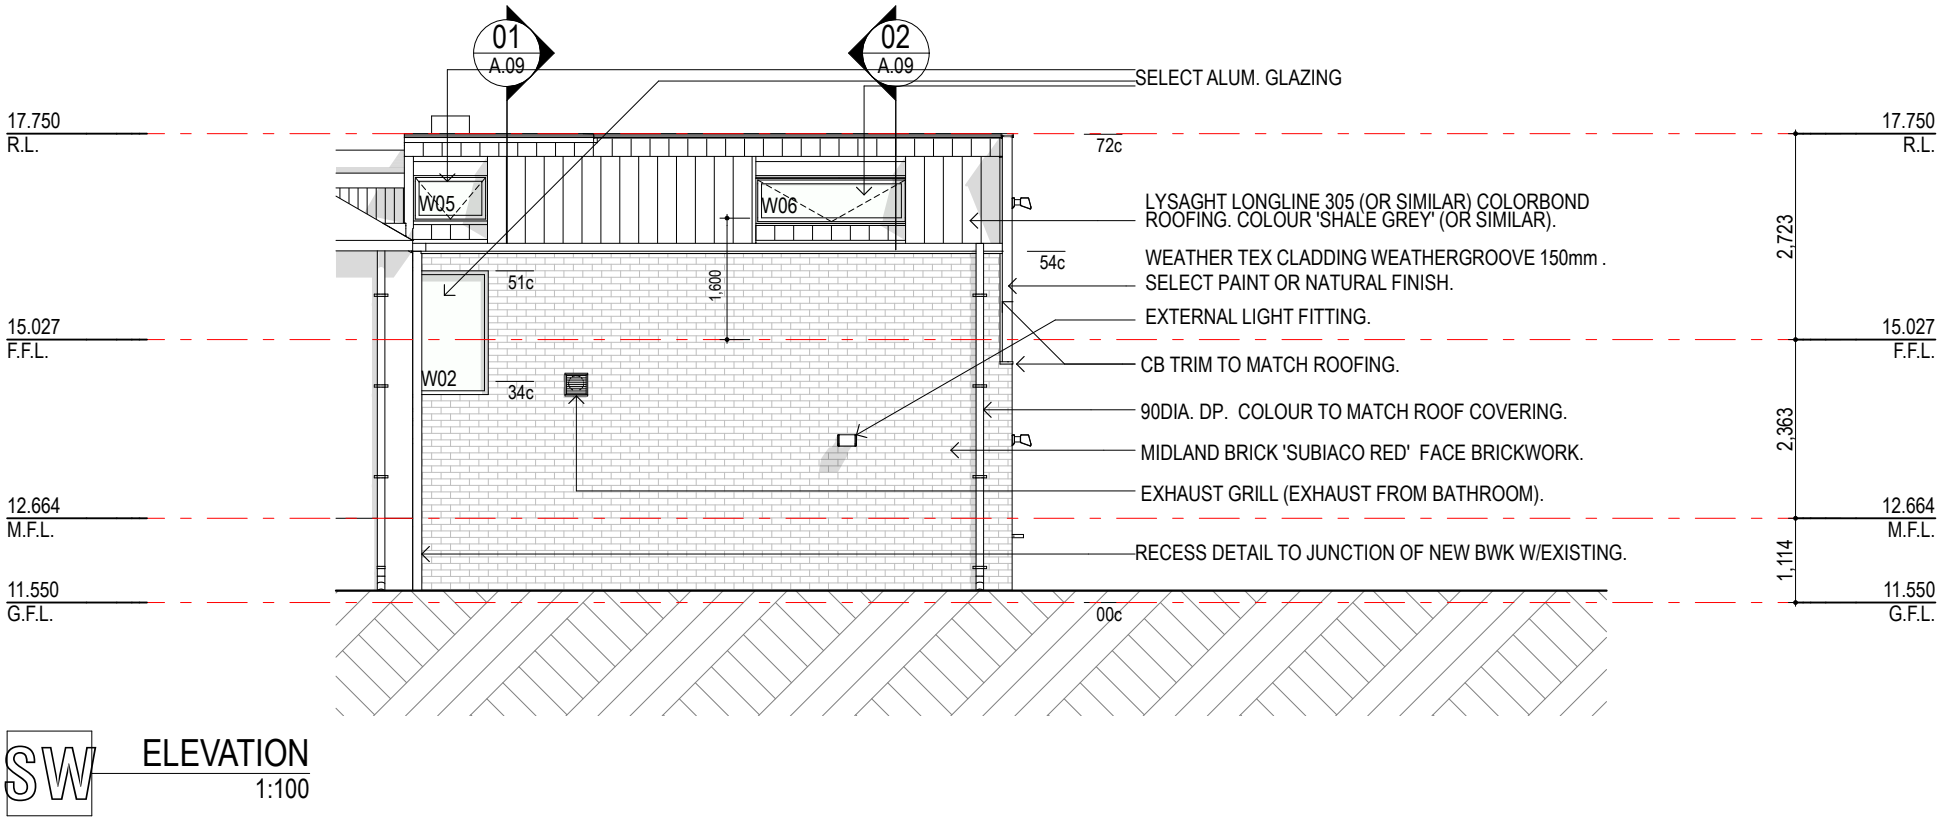 01
A.09
02
A.09
SELECT ALUM. GLAZING
17.750
R.L.
17.750
R.L.
72c
W05
W06
LYSAGHT LONGLINE 305 (OR SIMILAR) COLORBOND
ROOFING. COLOUR 'SHALE GREY' (OR SIMILAR).
2,723
54c
WEATHER TEX CLADDING WEATHERGROOVE 150mm .
SELECT PAINT OR NATURAL FINISH.
51c
1,600
EXTERNAL LIGHT FITTING.
15.027
F.F.L.
15.027
F.F.L.
CB TRIM TO MATCH ROOFING.
W02
34c
90DIA. DP. COLOUR TO MATCH ROOF COVERING.
2,363
MIDLAND BRICK 'SUBIACO RED' FACE BRICKWORK.
EXHAUST GRILL (EXHAUST FROM BATHROOM).
12.664
M.F.L.
12.664
M.F.L.
RECESS DETAIL TO JUNCTION OF NEW BWK W/EXISTING.
1,114
11.550
G.F.L.
00c
11.550
G.F.L.
SW
ELEVATION
1:100